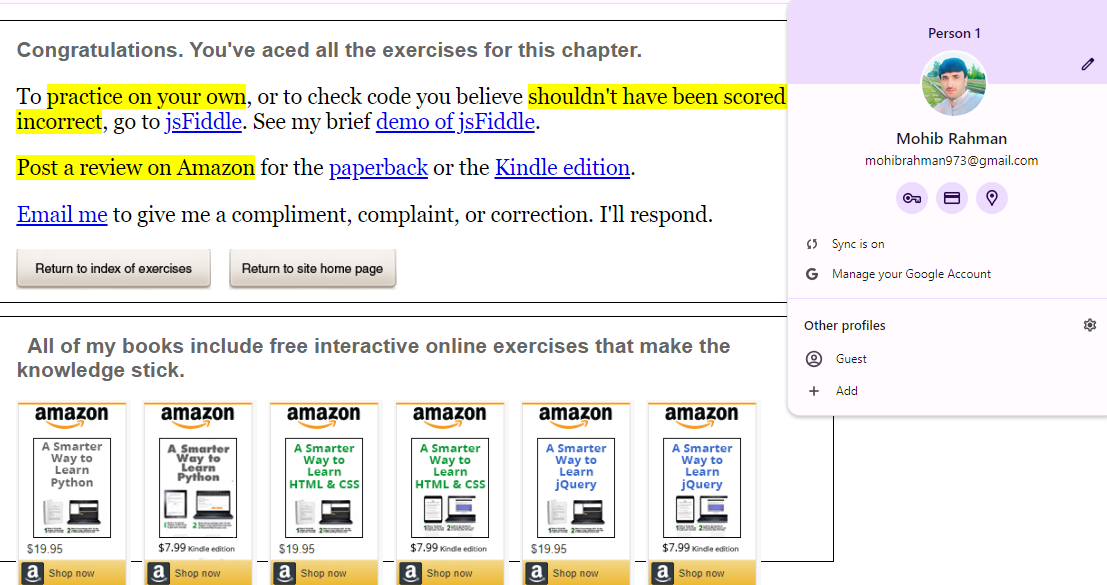 Congratulations. You've aced all the exercises for this chapter.
To practice on your own, or to check code you believe shouldn't have been scored
incorrect, go to jsFiddle. See my brief demo of jsFiddle.
Post a review on Amazon for the paperback or the Kindle edition.
Email me to give me a compliment, complaint, or correction. I'll respond.
Return to index of exercises
Return to site home page
Person 1
Mohib Rahman
mohibrahman973@gmail.com
Sync is on
G Manage your Google Account
Other profiles
Guest
Add
All of my books include free interactive online exercises that make the
knowledge stick.
amazon
A Smarter
Way to
Learn
Python
$19.95
a Shop now
amazon
A Smarter
Way to
Learn
Python
$7.99 Kindle edition
a Shop now
amazon
A Smarter
Way to
Learn
HTML & CSS
$19.95
a Shop now
amazon
A Smarter
Way to
Learn
HTML & CSS
$7.99 Kindle edition
a Shop now
amazon
A Smarter
Way to
Learn
jQuery
$19.95
a Shop now
amazon
A Smarter
Way to
Learn
jQuery
$7.99 Kindle edition
a Shop now